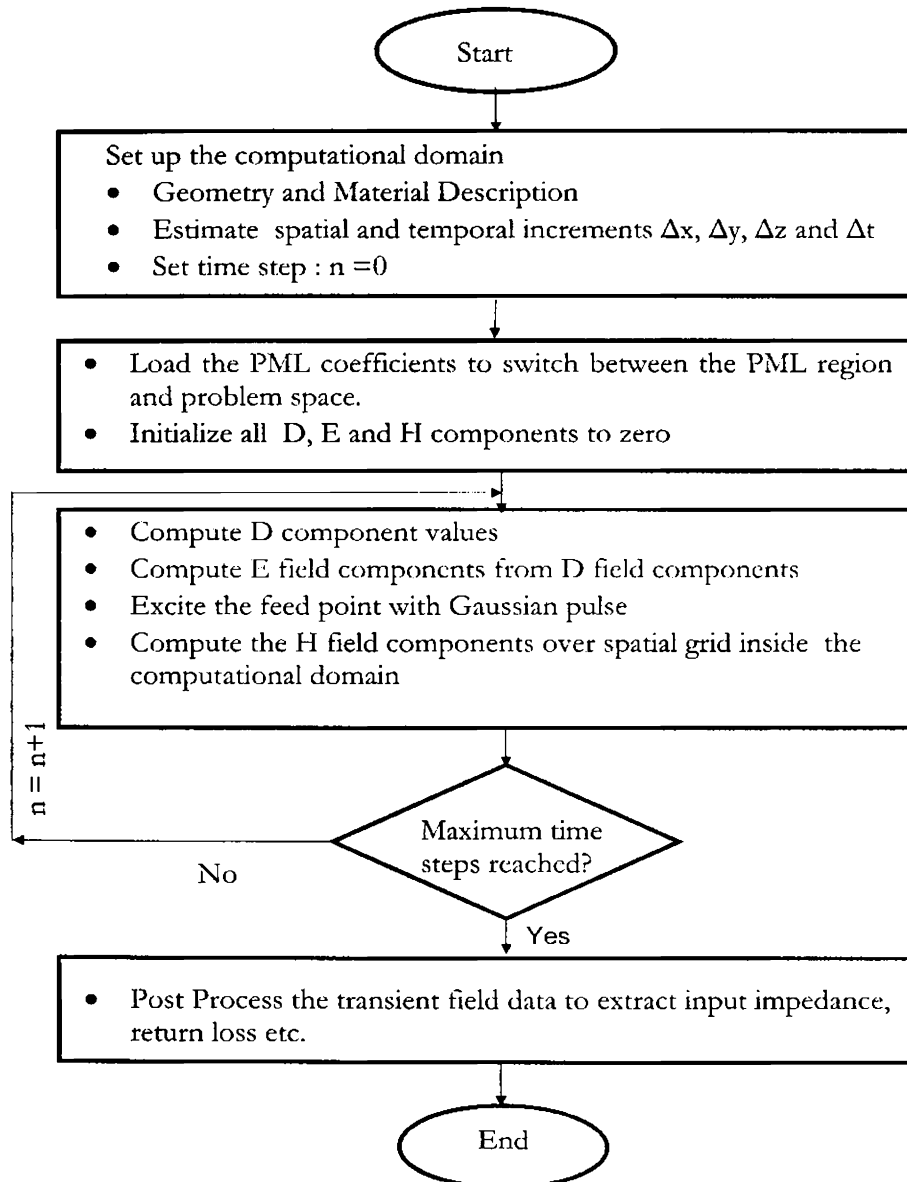 Start
Set up the computational domain
• Geometry and Material Description
• Estimate spatial and temporal increments Δx, Δy, Δz and Δt
• Set time step : n =0
• Load the PML coefficients to switch between the PML region
and problem space.
• Initialize all D, E and H components to zero
• Compute D component values
• Compute E field components from D field components
• Excite the feed point with Gaussian pulse
• Compute the H field components over spatial grid inside the
computational domain
n = n+1
Maximum time
steps reached?
No
Yes
• Post Process the transient field data to extract input impedance,
return loss etc.
End